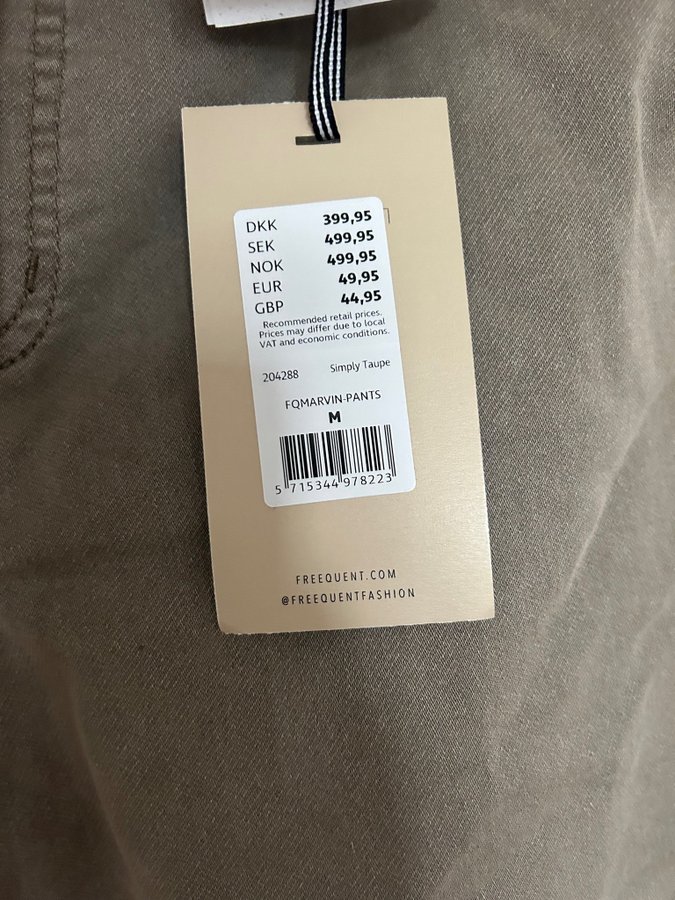 DKK 399,95
SEK 499,95
NOK 499,95
EUR 49,95
GBP 44,95
Recommended retail prices.
Prices may differ due to local
VAT and economic conditions.
204288 Simply Taupe
FQMARVIN-PANTS
M
5 715344 978223
FREEQUENT.COM
@FREEQUENTFASHION